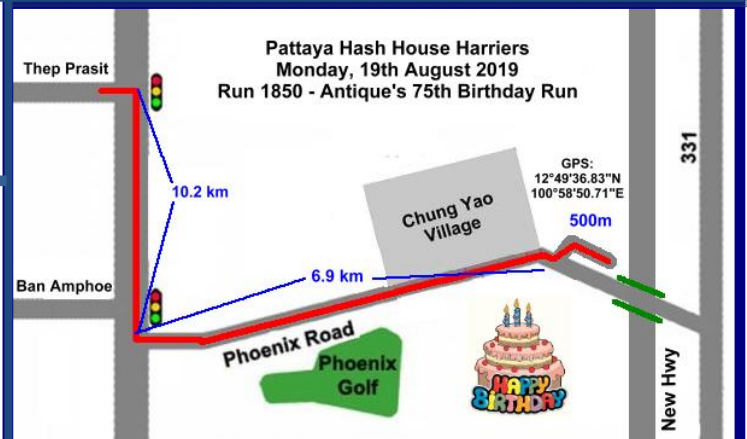 Pattaya Hash House Harriers
Monday, 19th August 2019
Run 1850 - Antique's 75th Birthday Run
Thep Prasit
331
GPS:
12°49'36.83"N
100°58'50.71"E
10.2 km
Chung Yao
Village
500m
6.9 km
Ban Amphoe
Phoenix Road
Phoenix
Golf
HAPPY
BIRTHDAY
New Hwy